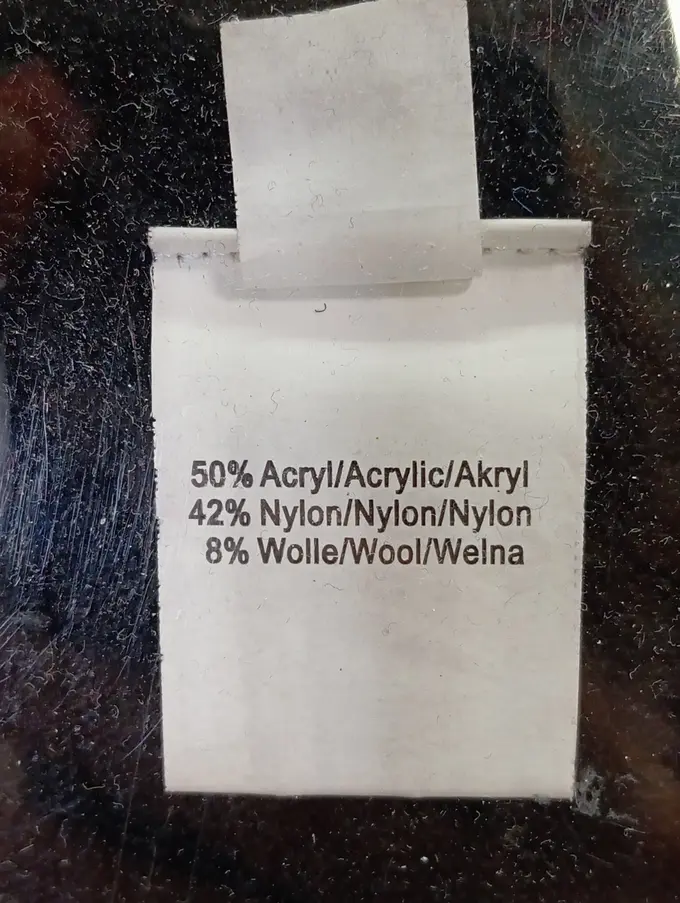 50% Acryl/Acrylic/Akryl
42% Nylon/Nylon/Nylon
8% Wolle/Wool/Welna